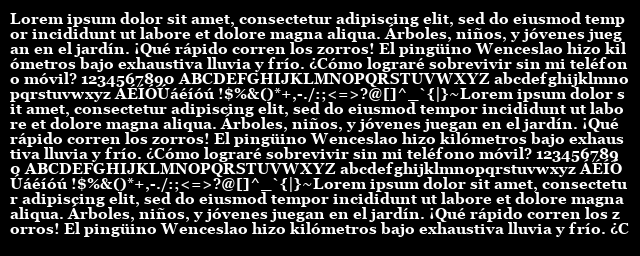 Lorem ipsum dolor sit amet, consectetur adipiscing elit, sed do eiusmod temp
or incididunt ut labore et dolore magna aliqua. Árboles, niños, y jóvenes jueg
an en el jardín. ¡Qué rápido corren los zorros! El pingüino Wenceslao hizo kil
ómetros bajo exhaustiva lluvia y frío. ¿Cómo lograré sobrevivir sin mi teléfon
o móvil? 1234567890 ABCDEFGHIJKLMNOPQRSTUVWXYZ abcdefghijklmno
pqrstuvwxyz ÁÉÍÓÚáéíóú !$%&()*+,-./:;<=>?@[]^_`{|}~Lorem ipsum dolor s
it amet, consectetur adipiscing elit, sed do eiusmod tempor incididunt ut labo
re et dolore magna aliqua. Árboles, niños, y jóvenes juegan en el jardín. ¡Qué
rápido corren los zorros! El pingüino Wenceslao hizo kilómetros bajo exhaus
tiva lluvia y frío. ¿Cómo lograré sobrevivir sin mi teléfono móvil? 123456789
0 ABCDEFGHIJKLMNOPQRSTUVWXYZ abcdefghijklmnopqrstuvwxyz ÁÉÍÓ
Úáéíóú !$%&()*+,-./:;<=>?@[]^_`{|}~Lorem ipsum dolor sit amet, consectetu
r adipiscing elit, sed do eiusmod tempor incididunt ut labore et dolore magna
aliqua. Árboles, niños, y jóvenes juegan en el jardín. ¡Qué rápido corren los z
orros! El pingüino Wenceslao hizo kilómetros bajo exhaustiva lluvia y frío. ¿C